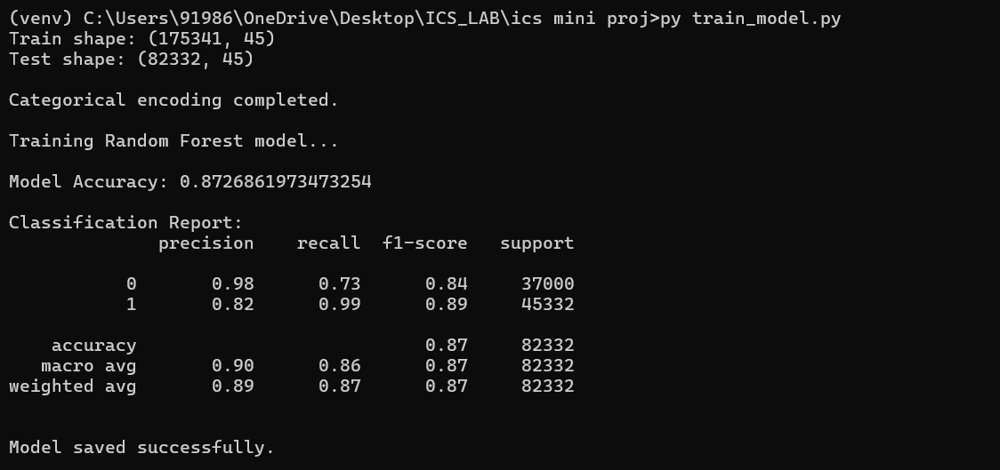 (venv) C:\Users\91986\OneDrive\Desktop\ICS_LAB\ics mini proj>py train_model.py
Train shape: (175341, 45)
Test shape: (82332, 45)
Categorical encoding completed.
Training Random Forest model...
Model Accuracy: 0.8726861973473254
Classification Report:
precision recall f1-score support
0 0.98 0.73 0.84 37000
1 0.82 0.99 0.89 45332
accuracy 0.87 82332
macro avg 0.90 0.86 0.87 82332
weighted avg 0.89 0.87 0.87 82332
Model saved successfully.